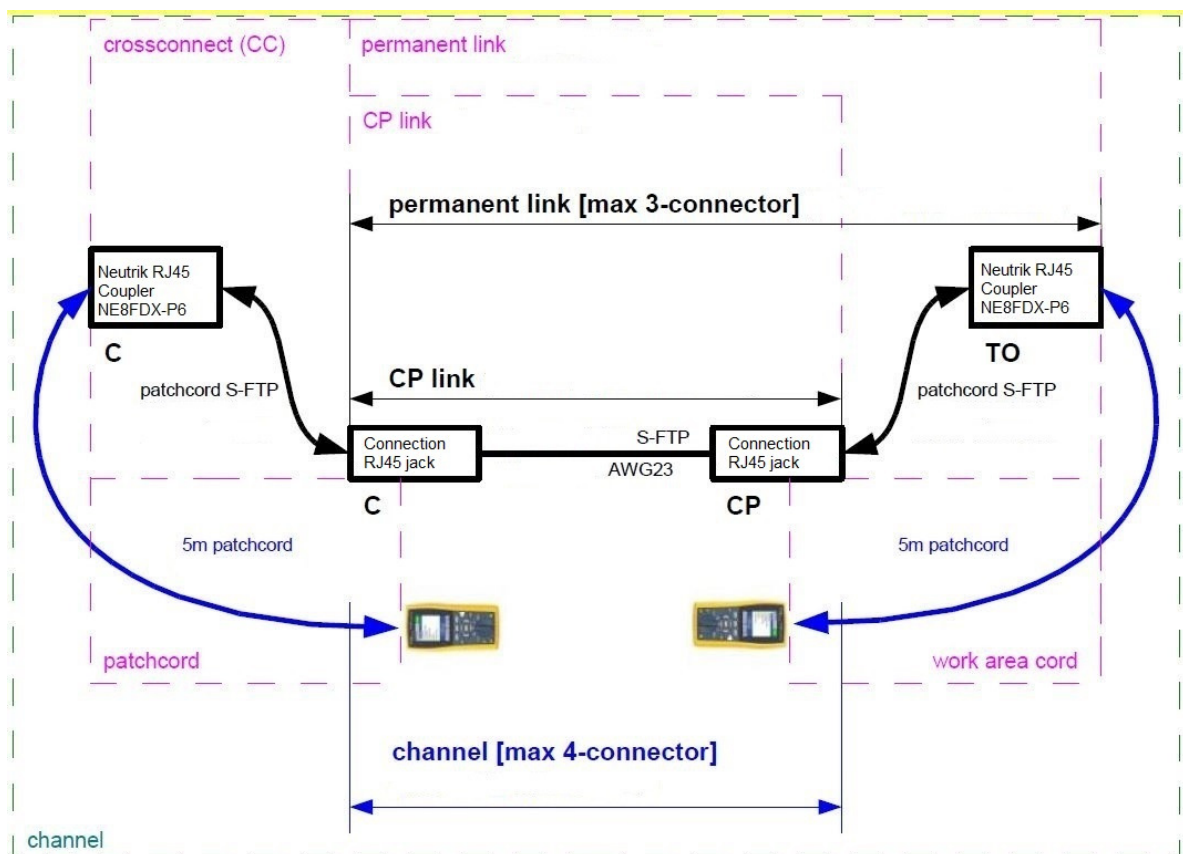 crossconnect (CC)
permanent link
CP link
permanent link [max 3-connector]
Neutrik RJ45
Coupler
NE8FDX-P6
C
patchcord S-FTP
Neutrik RJ45
Coupler
NE8FDX-P6
TO
patchcord S-FTP
CP link
Connection
RJ45 jack
C
S-FTP
AWG23
Connection
RJ45 jack
CP
5m patchcord
5m patchcord
patchcord
work area cord
channel [max 4-connector]
channel